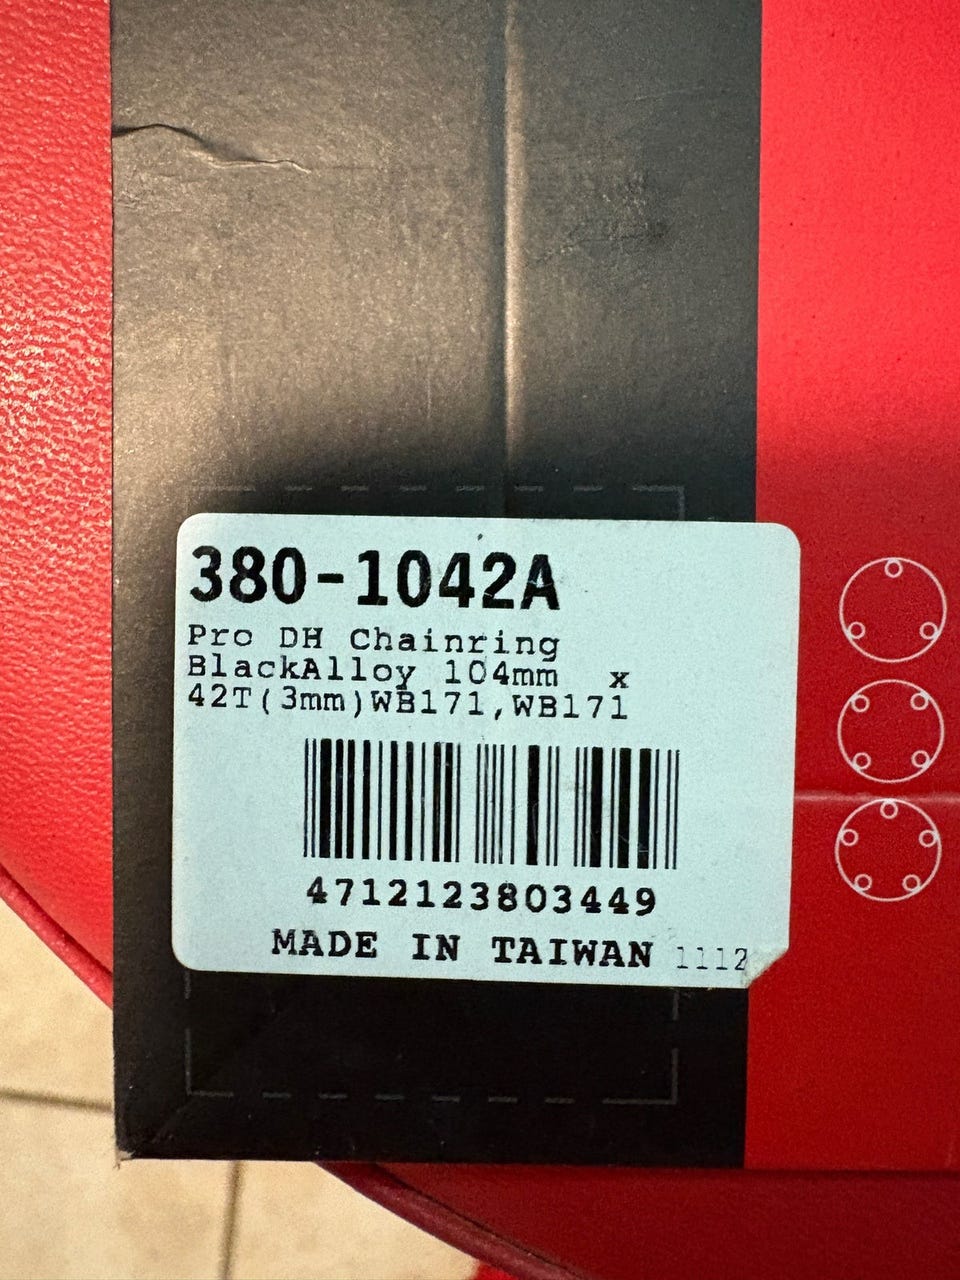 380-1042A
Pro DH Chainring
BlackAlloy 104mm x
42T(3mm)WB171,WB171
4712123803449
MADE IN TAIWAN 1112